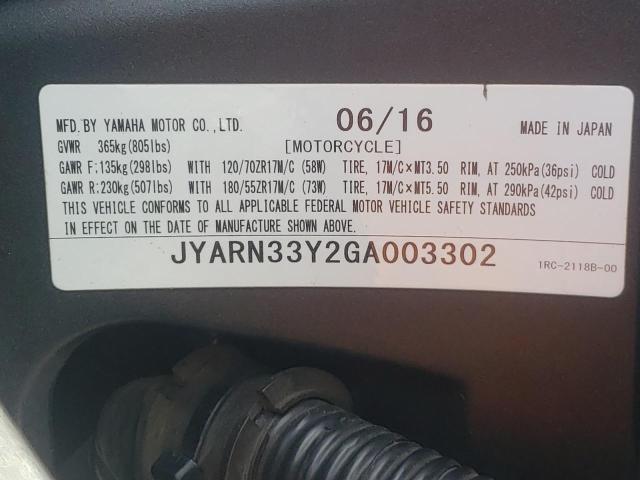 MFD.BY YAMAHA MOTOR CO.,LTD. 06/16 MADE IN JAPAN
GVWR 365kg(805lbs) [MOTORCYCLE]
GAWR F:135kg(298lbs) WITH 120/70ZR17M/C (58W) TIRE, 17M/C×MT3.50 RIM, AT 250kPa(36psi) COLD
GAWR R:230kg(507lbs) WITH 180/55ZR17M/C (73W) TIRE, 17M/C×MT5.50 RIM, AT 290kPa(42psi) COLD
THIS VEHICLE CONFORMS TO ALL APPLICABLE FEDERAL MOTOR VEHICLE SAFETY STANDARDS
IN EFFECT ON THE DATE OF MANUFACTURE SHOWN ABOVE.
JYARN33Y2GA003302 1RC-2118B-00